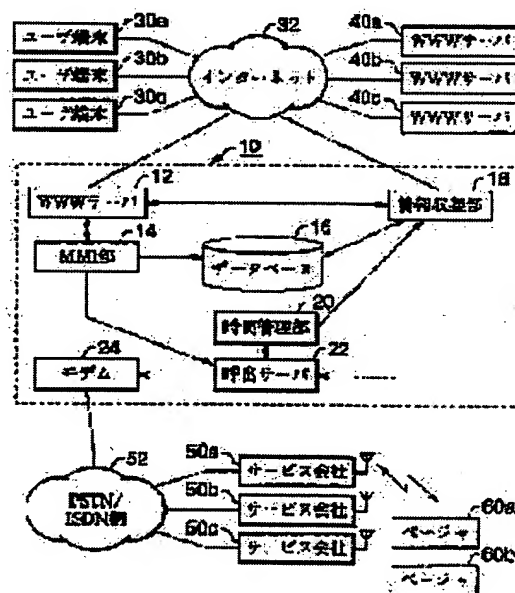 30a
ユーザ端末
30b
ユーザ端末
30c
ユーザ端末
32
インターネット
40a
WWWサーバ
40b
WWWサーバ
40c
WWWサーバ
10
12
WWWサーバ
18
情報収集部
14
MMI部
16
データベース
20
時間管理部
24
モデム
22
呼出サーバ
52
PSTN/
ISDN網
50a
サービス会社
50b
サービス会社
50c
サービス会社
60a
ページャ
60b
ページャ